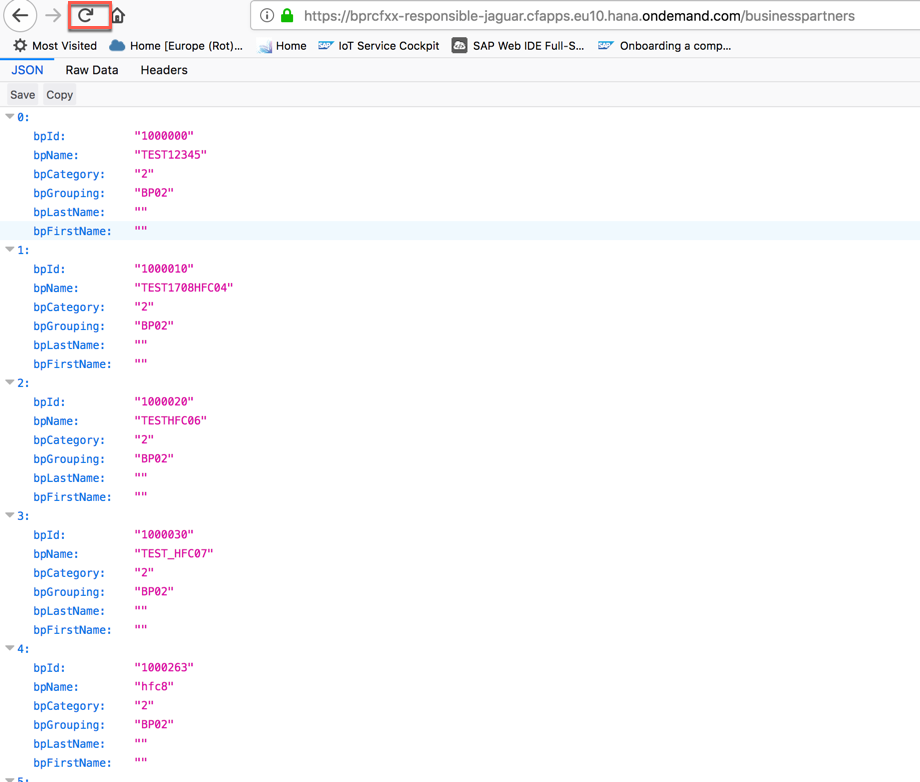 https://bprcfxx-responsible-jaguar.cfapps.eu10.hana.ondemand.com/businesspartners
Most Visited Home [Europe (Rot)... Home IoT Service Cockpit SAP Web IDE Full-S... Onboarding a comp...
JSON Raw Data Headers
Save Copy
0:
bpId: "1000000"
bpName: "TEST12345"
bpCategory: "2"
bpGrouping: "BP02"
bpLastName: ""
bpFirstName: ""
1:
bpId: "1000010"
bpName: "TEST1708HFC04"
bpCategory: "2"
bpGrouping: "BP02"
bpLastName: ""
bpFirstName: ""
2:
bpId: "1000020"
bpName: "TESTHFC06"
bpCategory: "2"
bpGrouping: "BP02"
bpLastName: ""
bpFirstName: ""
3:
bpId: "1000030"
bpName: "TEST_HFC07"
bpCategory: "2"
bpGrouping: "BP02"
bpLastName: ""
bpFirstName: ""
4:
bpId: "1000263"
bpName: "hfc8"
bpCategory: "2"
bpGrouping: "BP02"
bpLastName: ""
bpFirstName: ""
5: